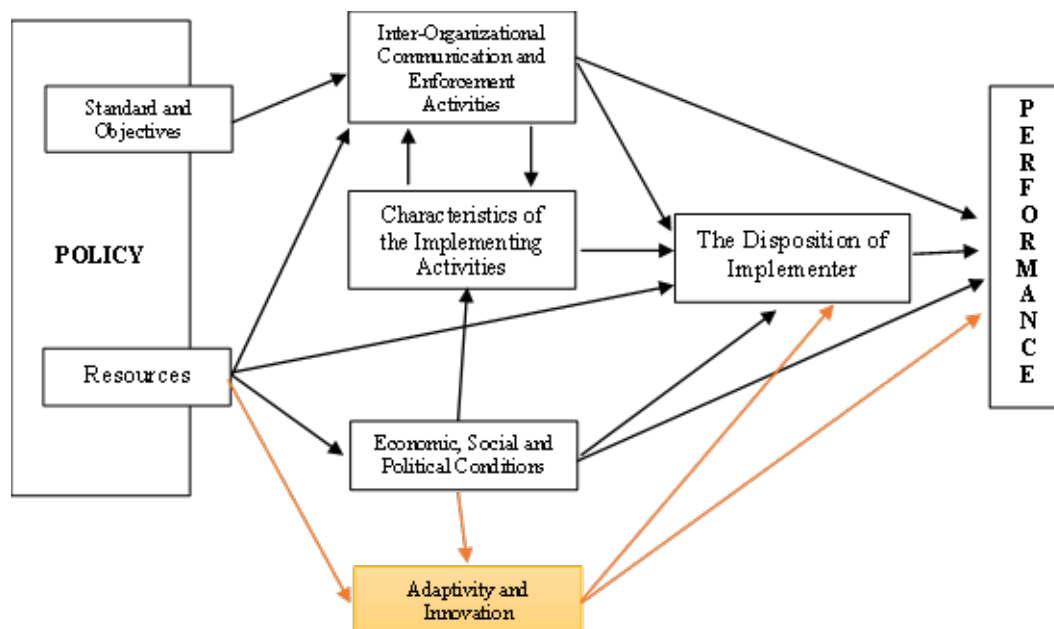 Inter-Organizational
Communication and
Enforcement
Activities
Standard and
Objectives
POLICY
Characteristics of
the Implementing
Activities
The Disposition of
Implementer
Resources
Economic, Social and
Political Conditions
Adaptivity and
Innovation
P
E
R
F
O
R
M
A
N
C
E